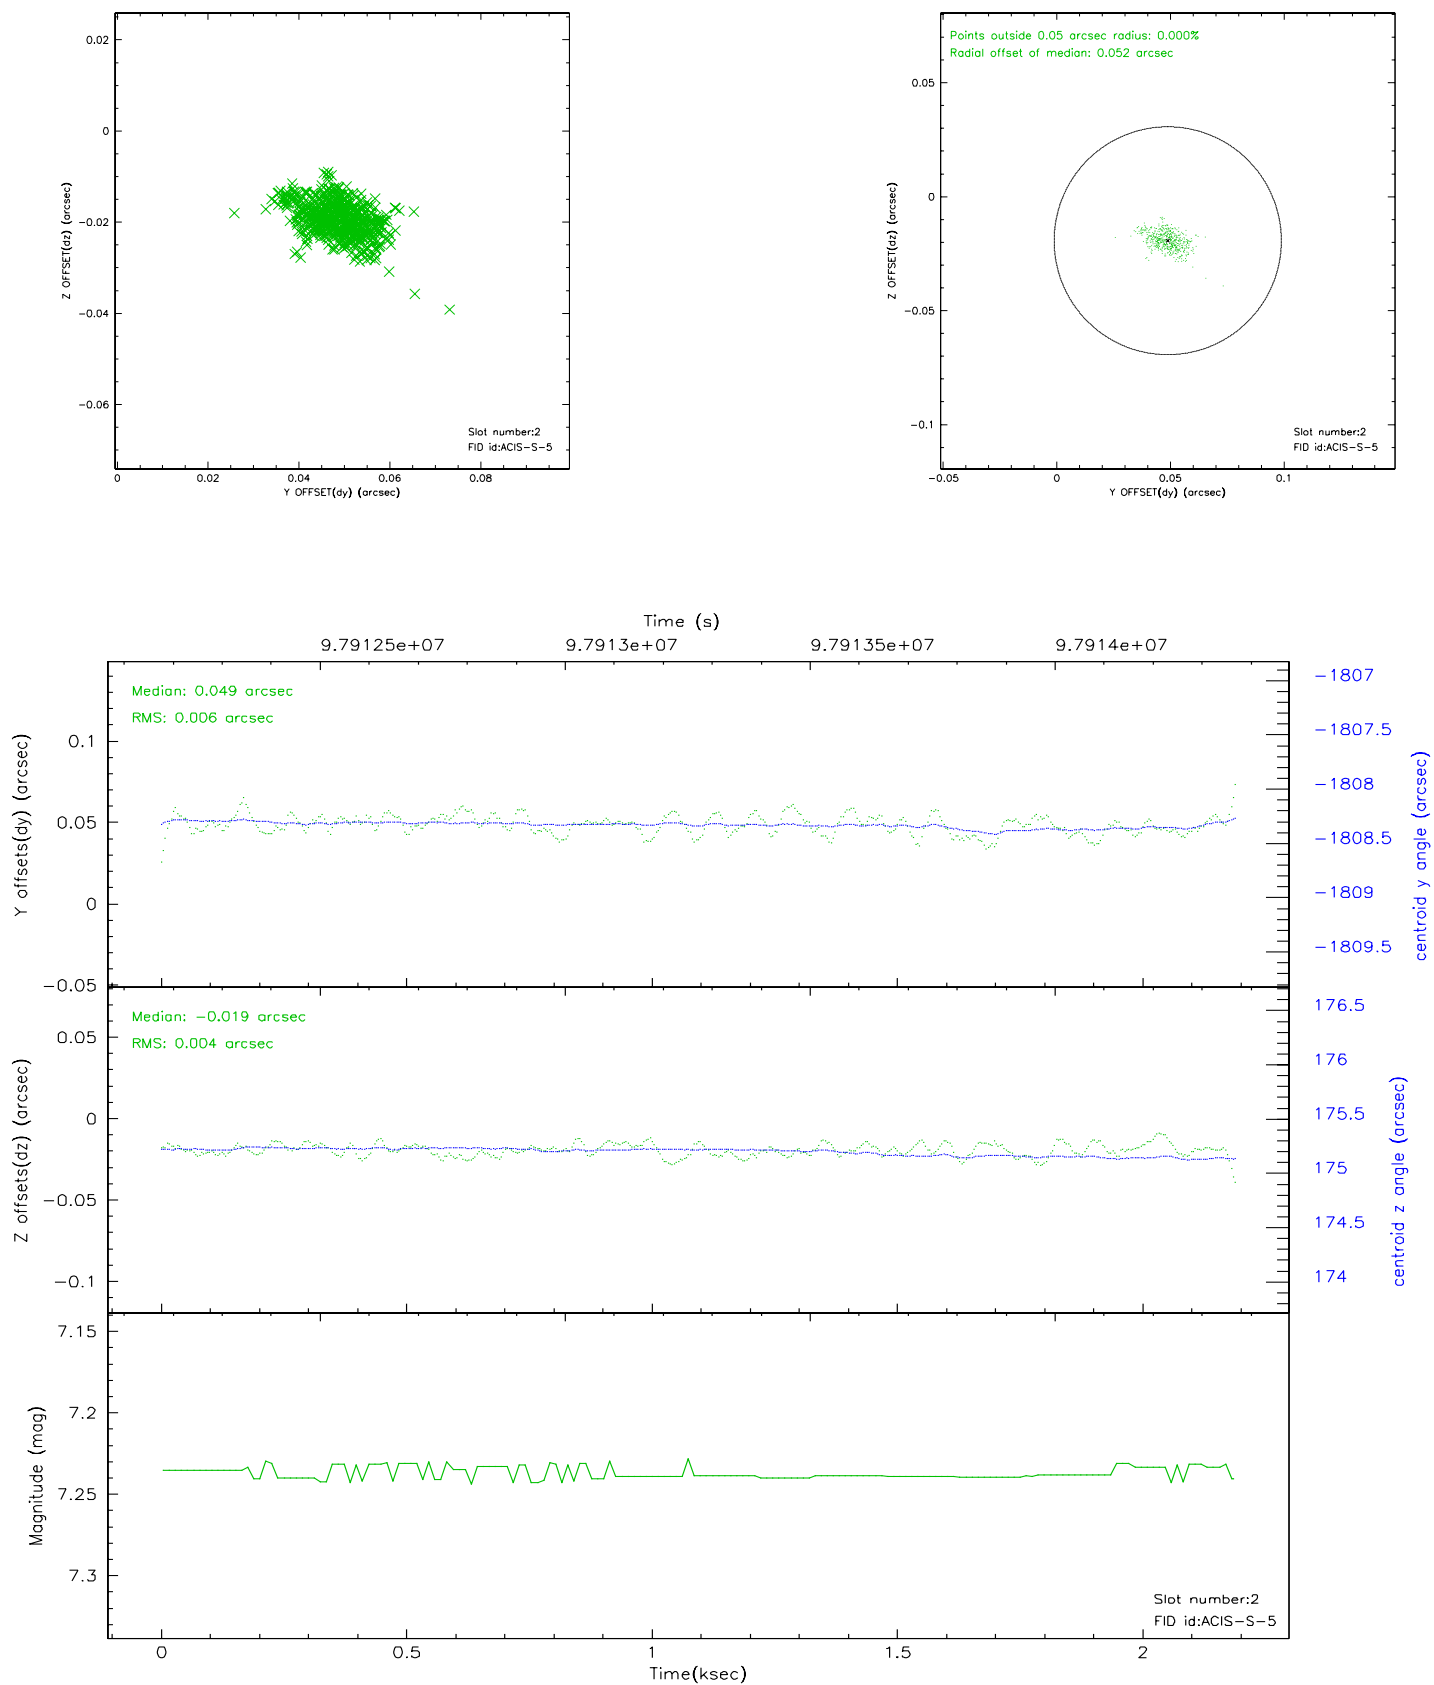 0.02
0
-0.02
-0.04
-0.06
Z OFFSET(dz) (arcsec)
Slot number:2
FID id:ACIS-S-5
0 0.02 0.04 0.06 0.08
Y OFFSET(dy) (arcsec)
Points outside 0.05 arcsec radius: 0.000%
Radial offset of median: 0.052 arcsec
0.05
0
-0.05
-0.1
Z OFFSET(dz) (arcsec)
Slot number:2
FID id:ACIS-S-5
-0.05 0 0.05 0.1
Y OFFSET(dy) (arcsec)
Time (s)
9.79125e+07 9.7913e+07 9.79135e+07 9.7914e+07
Median: 0.049 arcsec
RMS: 0.006 arcsec
0.1
0.05
0
-0.05
Y offsets(dy) (arcsec)
-1807
-1807.5
-1808
-1808.5
-1809
-1809.5
centroid y angle (arcsec)
Median: -0.019 arcsec
RMS: 0.004 arcsec
0.05
0
-0.05
-0.1
Z offsets(dz) (arcsec)
176.5
176
175.5
175
174.5
174
centroid z angle (arcsec)
7.15
7.2
7.25
7.3
Magnitude (mag)
Slot number:2
FID id:ACIS-S-5
0 0.5 1 1.5 2
Time(ksec)